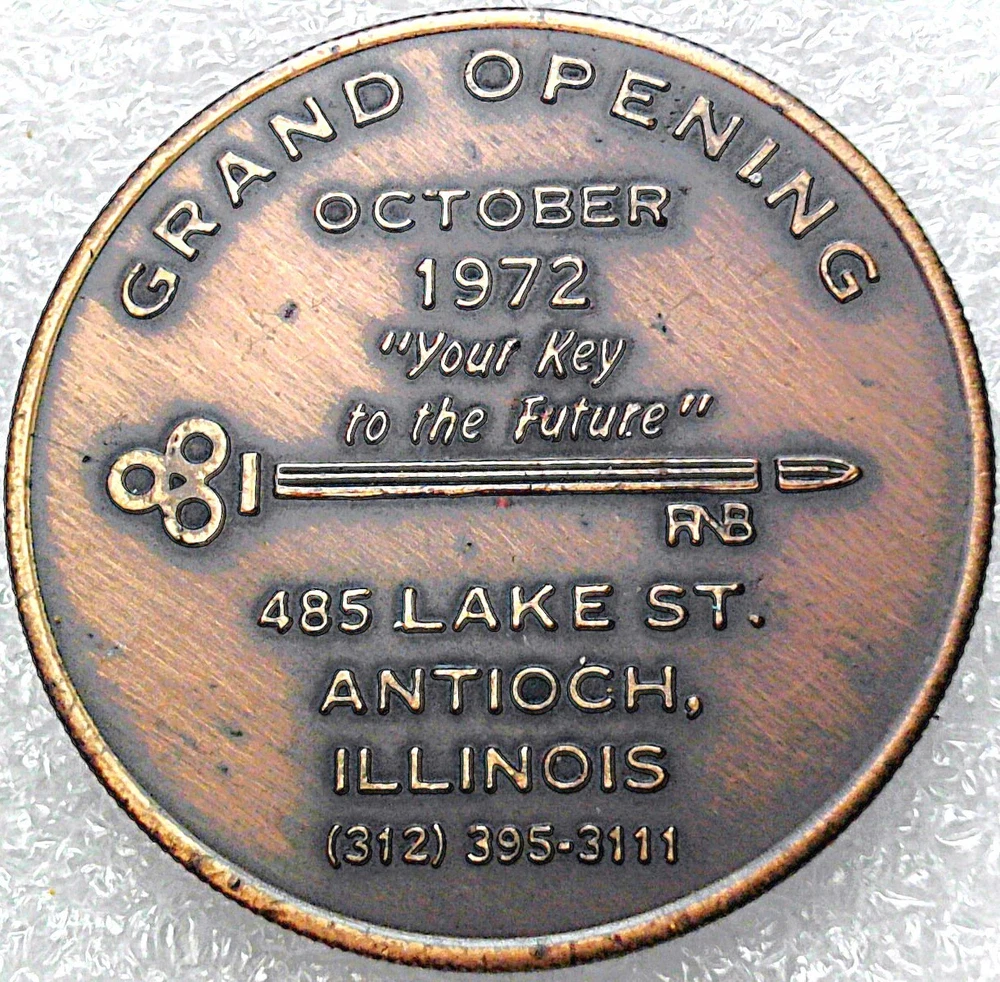 GRAND OPENING
OCTOBER
1972
"Your Key
to the Future"
FNB
485 LAKE ST.
ANTIOCH,
ILLINOIS
(312) 395-3111